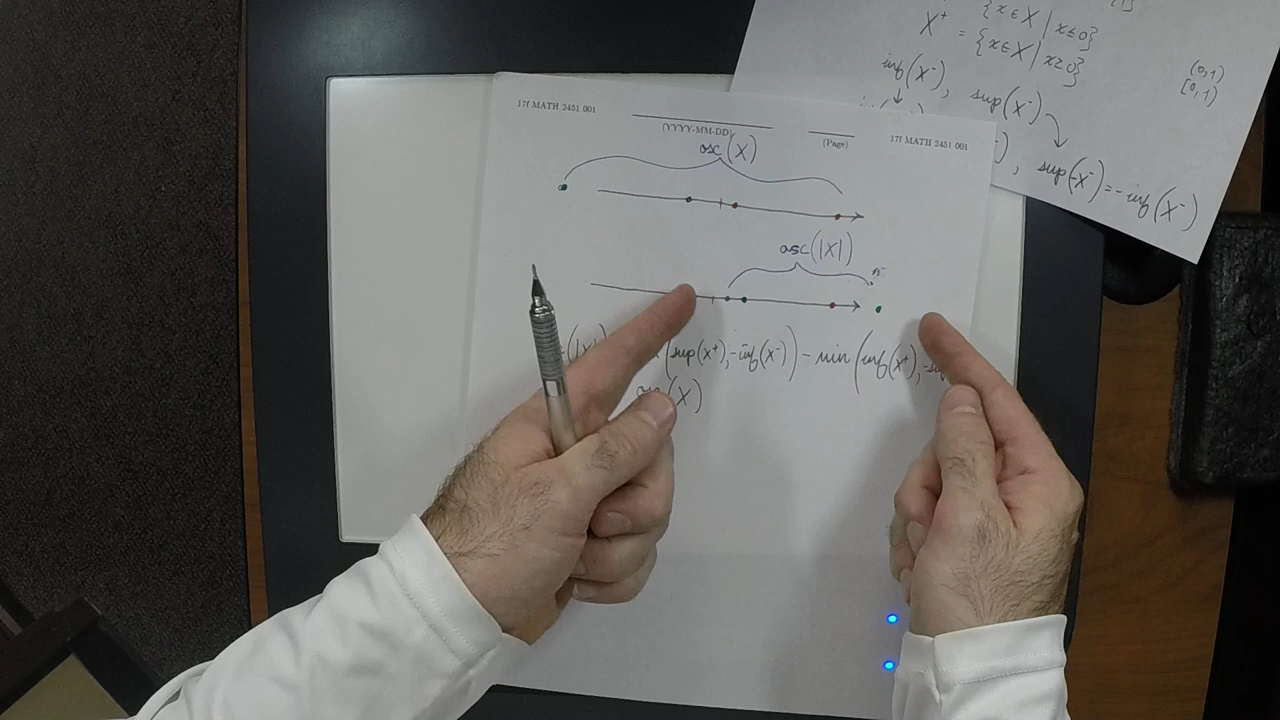 17f MATH 2451 001
(YYYY-MM-DD)
(Page)
17f MATH 2451 001
osc(X)
osc(|X|)
(sup(X⁺), -inf(X⁻)) - min(inf(X⁺), -su
(X)
{x∈X | x≤0}
X⁺ = {x∈X | x≥0}
inf(X⁻), sup(X⁻)
↓
, sup(-X⁻) = -inf(X⁻)
(0,1)
[0,1)